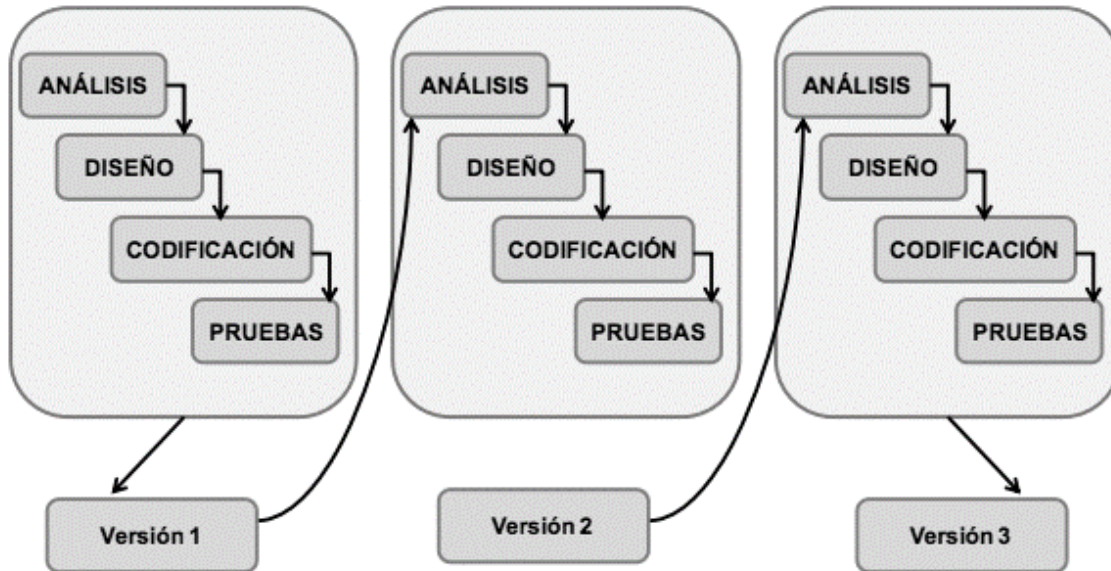 ANÁLISIS
DISEÑO
CODIFICACIÓN
PRUEBAS
Versión 1
ANÁLISIS
DISEÑO
CODIFICACIÓN
PRUEBAS
Versión 2
ANÁLISIS
DISEÑO
CODIFICACIÓN
PRUEBAS
Versión 3